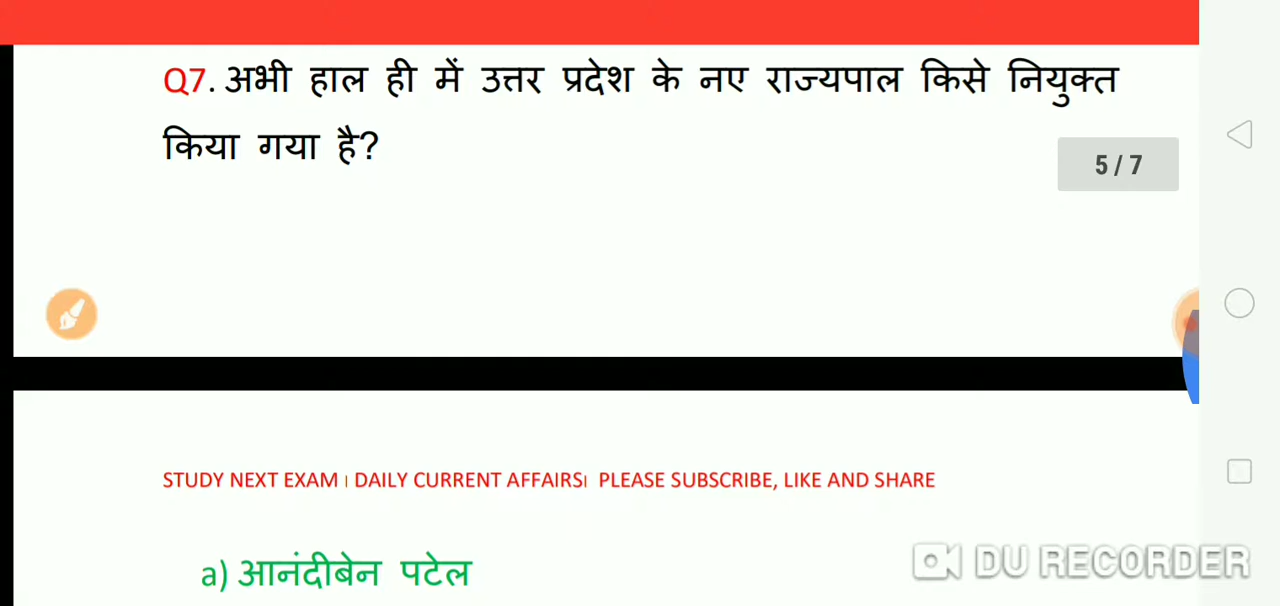 Q7. अभी हाल ही में उत्तर प्रदेश के नए राज्यपाल किसे नियुक्त
किया गया है?
5 / 7
STUDY NEXT EXAM । DAILY CURRENT AFFAIRS। PLEASE SUBSCRIBE, LIKE AND SHARE
a) आनंदीबेन पटेल
DU RECORDER